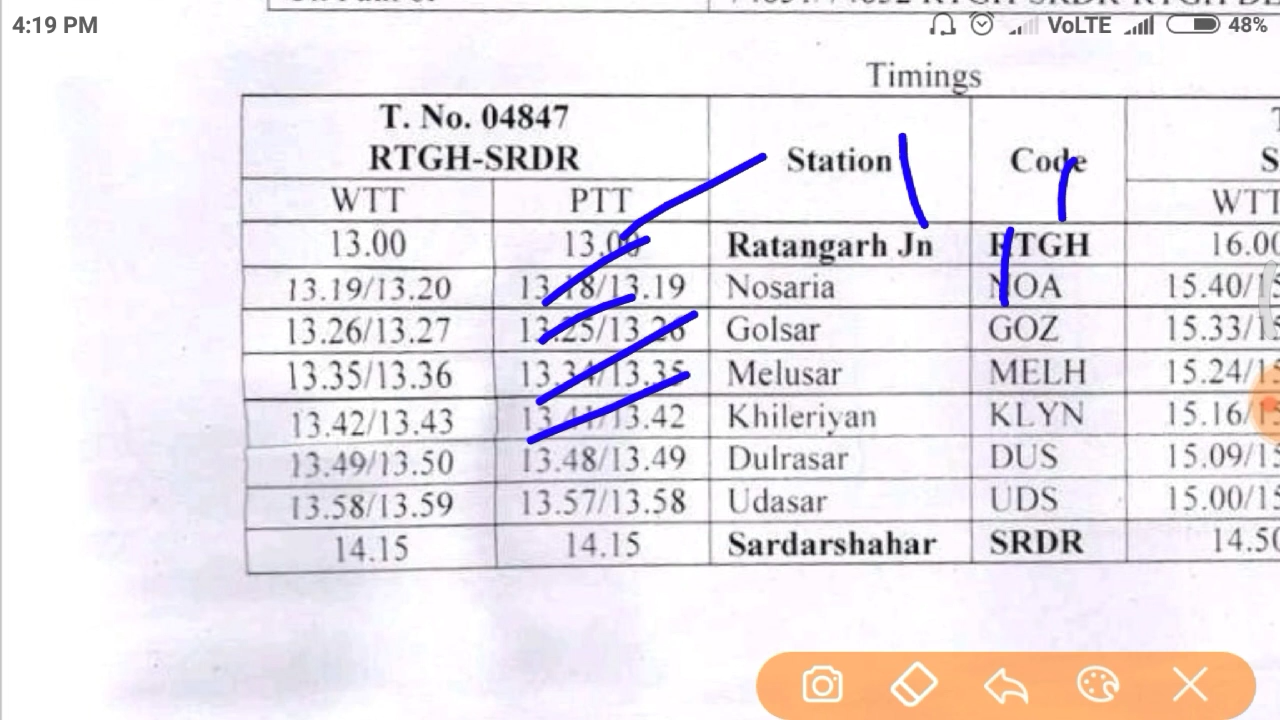 4:19 PM VoLTE 48%
Timings
T. No. 04847
RTGH-SRDR Station Code
WTT PTT WTT
13.00 13.00 Ratangarh Jn RTGH
13.19/13.20 13.18/13.19 Nosaria NOA
13.26/13.27 13.25/13.26 Golsar GOZ
13.35/13.36 13.34/13.35 Melusar MELH
13.42/13.43 13.41/13.42 Khileriyan KLYN
13.49/13.50 13.48/13.49 Dulrasar DUS
13.58/13.59 13.57/13.58 Udasar UDS
14.15 14.15 Sardarshahar SRDR